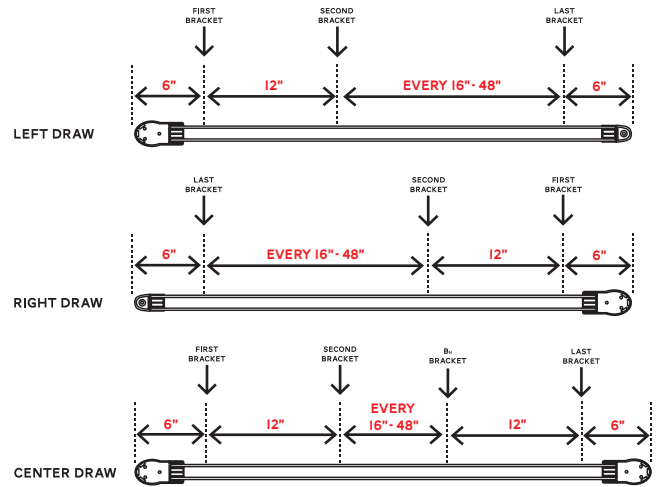 FIRST
BRACKET
SECOND
BRACKET
LAST
BRACKET
6"
12"
EVERY 16"- 48"
6"
LEFT DRAW
LAST
BRACKET
SECOND
BRACKET
FIRST
BRACKET
6"
EVERY 16"- 48"
12"
6"
RIGHT DRAW
FIRST
BRACKET
SECOND
BRACKET
Bₙ
BRACKET
LAST
BRACKET
6"
12"
EVERY
16"- 48"
12"
6"
CENTER DRAW